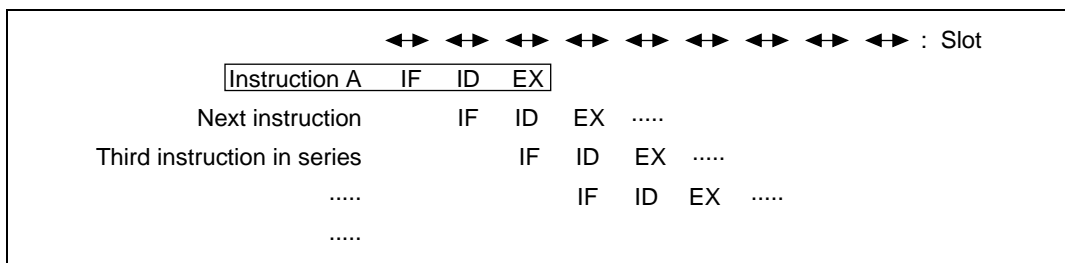 : Slot
Instruction A IF ID EX
Next instruction IF ID EX .....
Third instruction in series IF ID EX .....
..... IF ID EX .....
.....